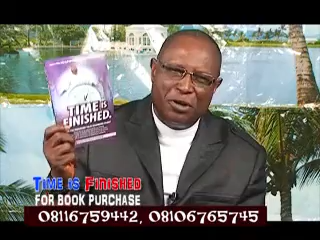 TIME IS
FINISHED.
TIME IS FINISHED
FOR BOOK PURCHASE
08116759442, 08106765745